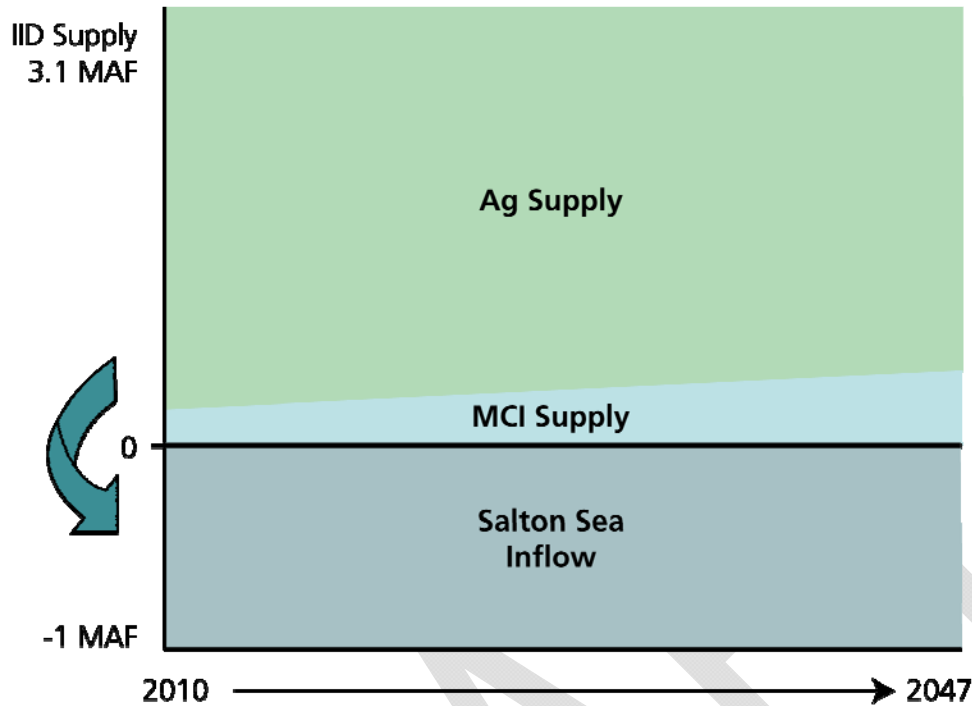 IID Supply
3.1 MAF
Ag Supply
MCI Supply
0
Salton Sea
Inflow
-1 MAF
2010
2047